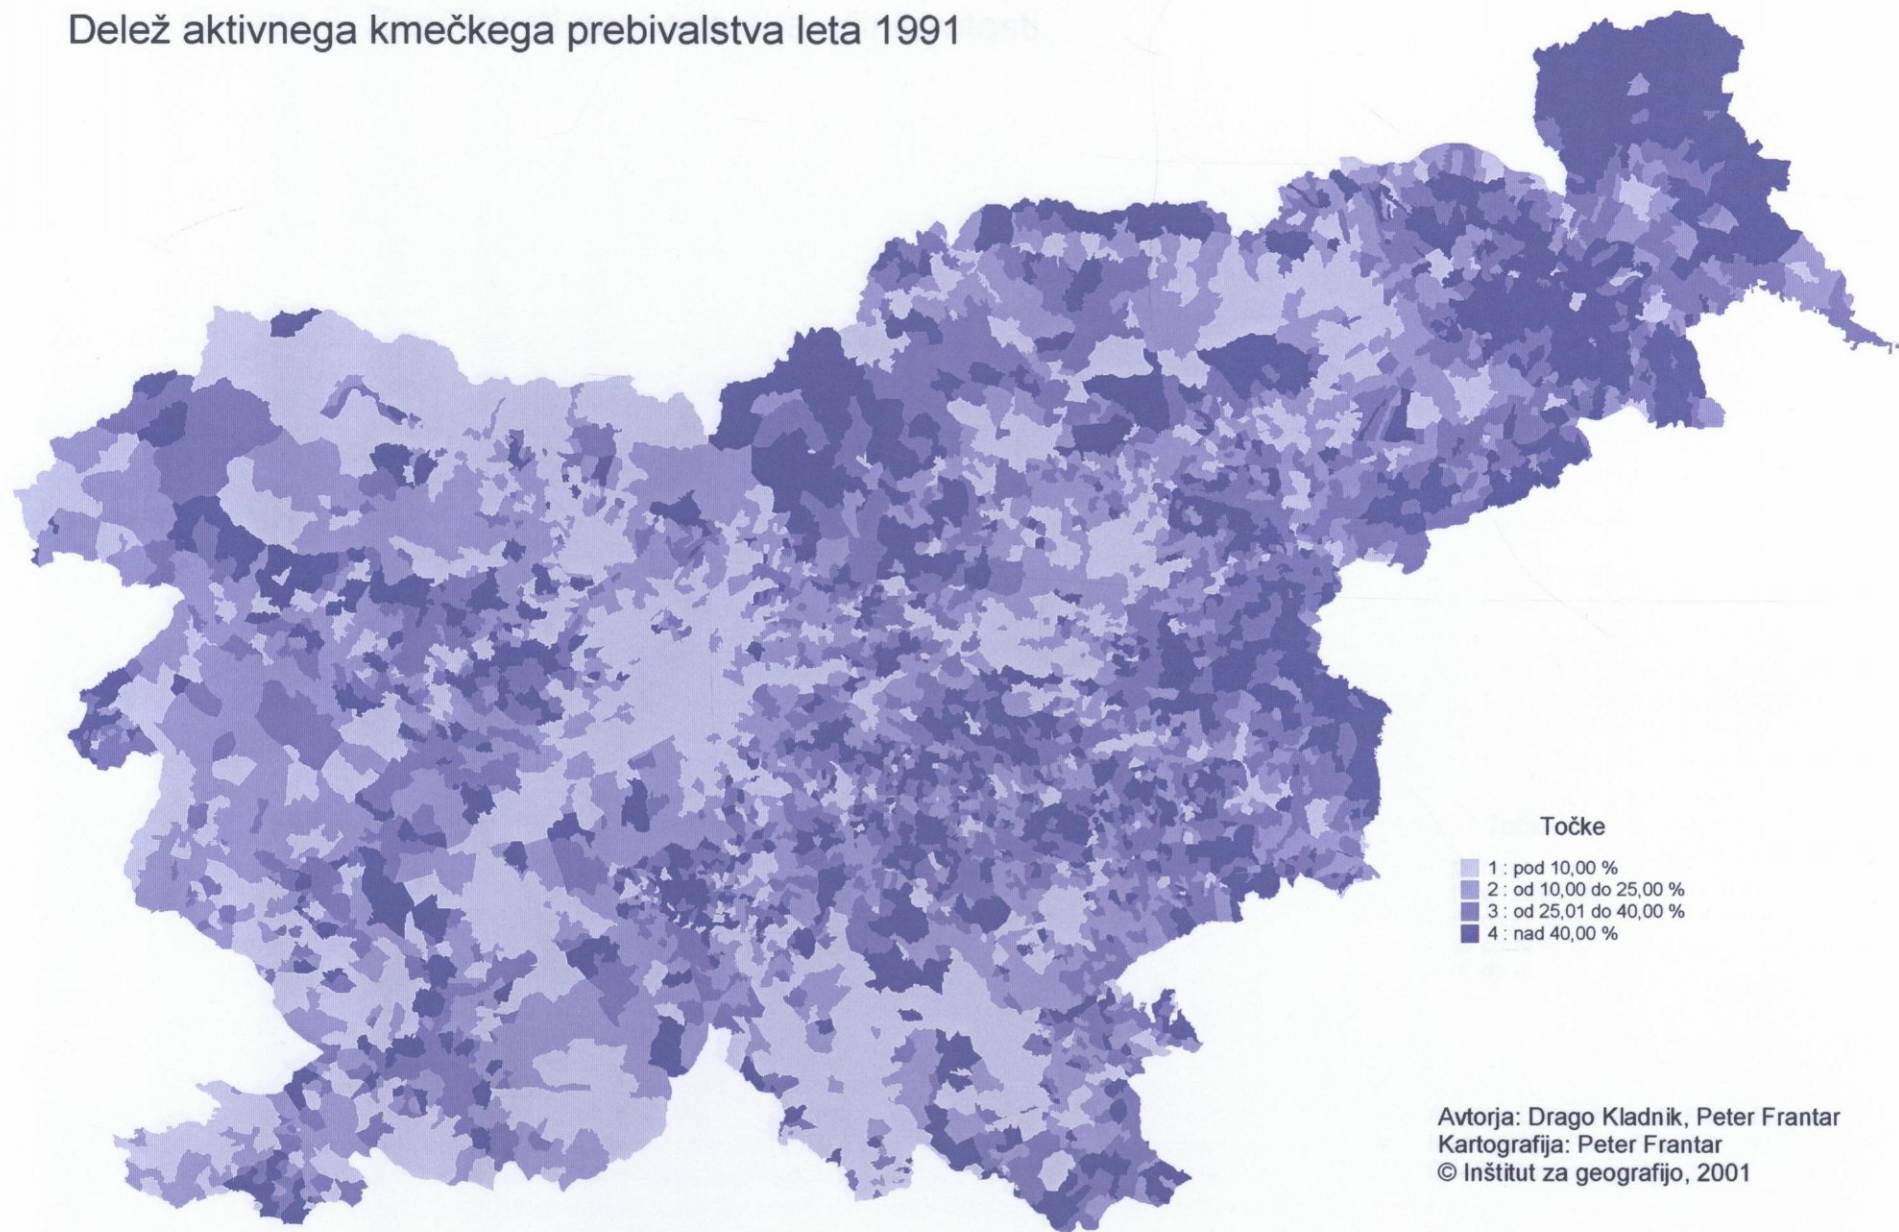 Delež aktivnega kmečkega prebivalstva leta 1991
Točke
1 : pod 10,00 %
2 : od 10,00 do 25,00 %
3 : od 25,01 do 40,00 %
4 : nad 40,00 %
Avtorja: Drago Kladnik, Peter Frantar
Kartografija: Peter Frantar
© Inštitut za geografijo, 2001